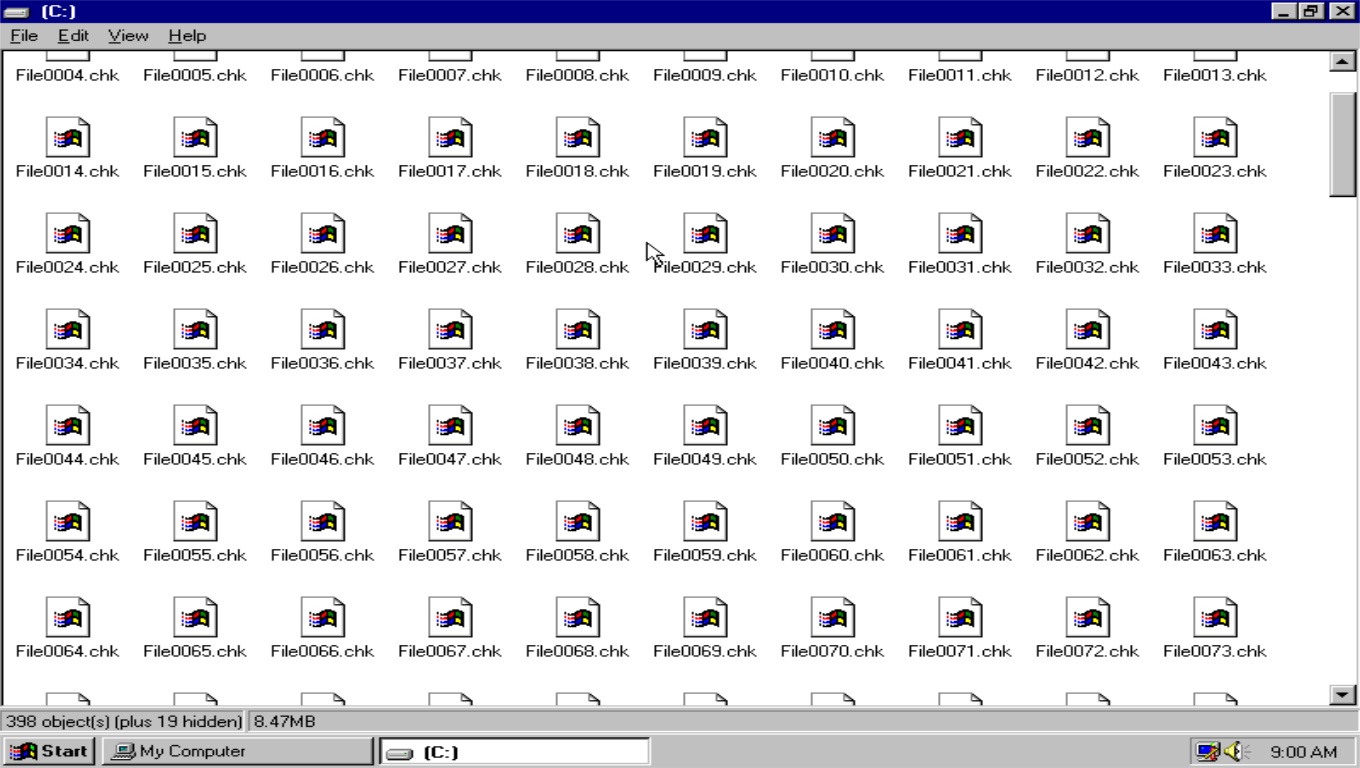 (C:)
File Edit View Help
File0004.chk File0005.chk File0006.chk File0007.chk File0008.chk File0009.chk File0010.chk File0011.chk File0012.chk File0013.chk
File0014.chk File0015.chk File0016.chk File0017.chk File0018.chk File0019.chk File0020.chk File0021.chk File0022.chk File0023.chk
File0024.chk File0025.chk File0026.chk File0027.chk File0028.chk File0029.chk File0030.chk File0031.chk File0032.chk File0033.chk
File0034.chk File0035.chk File0036.chk File0037.chk File0038.chk File0039.chk File0040.chk File0041.chk File0042.chk File0043.chk
File0044.chk File0045.chk File0046.chk File0047.chk File0048.chk File0049.chk File0050.chk File0051.chk File0052.chk File0053.chk
File0054.chk File0055.chk File0056.chk File0057.chk File0058.chk File0059.chk File0060.chk File0061.chk File0062.chk File0063.chk
File0064.chk File0065.chk File0066.chk File0067.chk File0068.chk File0069.chk File0070.chk File0071.chk File0072.chk File0073.chk
398 object(s) (plus 19 hidden) 8.47MB
Start My Computer (C:) 9:00 AM